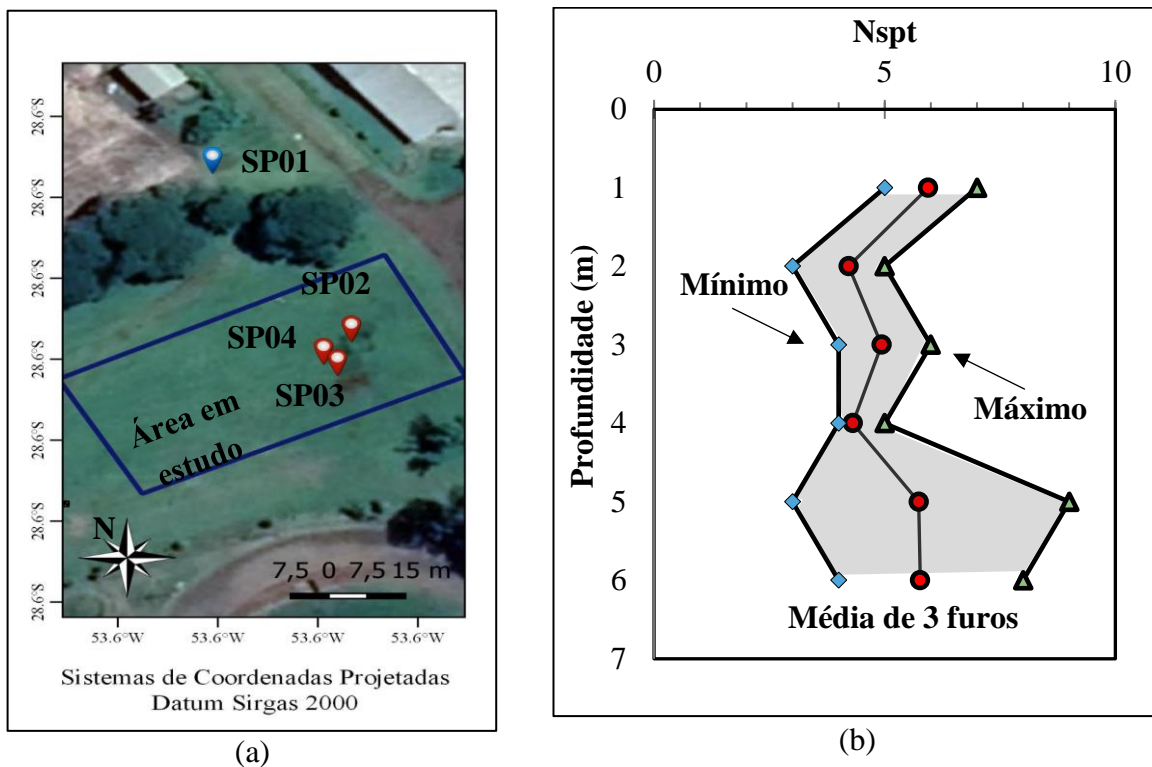 SP01
SP02
SP04
SP03
Área em
estudo
N
7,5 0 7,5 15 m
28.6°S
28.6°S
28.6°S
28.6°S
28.6°S
28.6°S
28.6°S
53.6°W 53.6°W 53.6°W 53.6°W
Sistemas de Coordenadas Projetadas
Datum Sirgas 2000
(a)
Nspt
0 5 10
0
1
2
3
4
5
6
7
Profundidade (m)
Mínimo
Máximo
Média de 3 furos
(b)